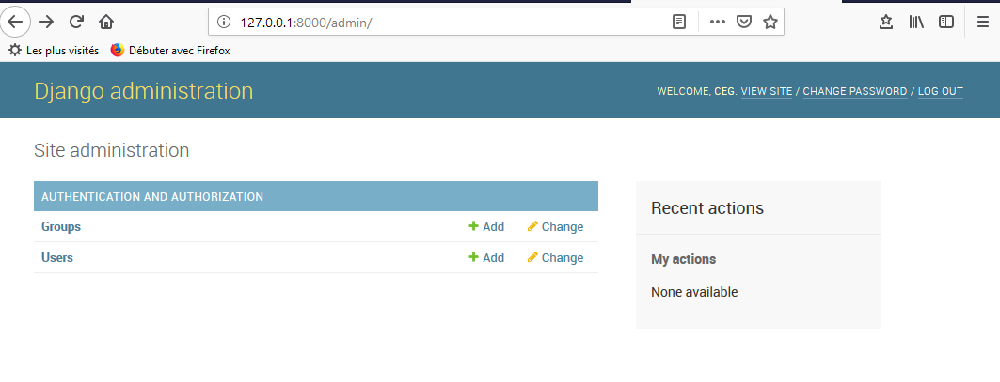 127.0.0.1:8000/admin/
Les plus visités Débuter avec Firefox
Django administration
WELCOME, CEG. VIEW SITE / CHANGE PASSWORD / LOG OUT
Site administration
AUTHENTICATION AND AUTHORIZATION
Groups Add Change
Users Add Change
Recent actions
My actions
None available